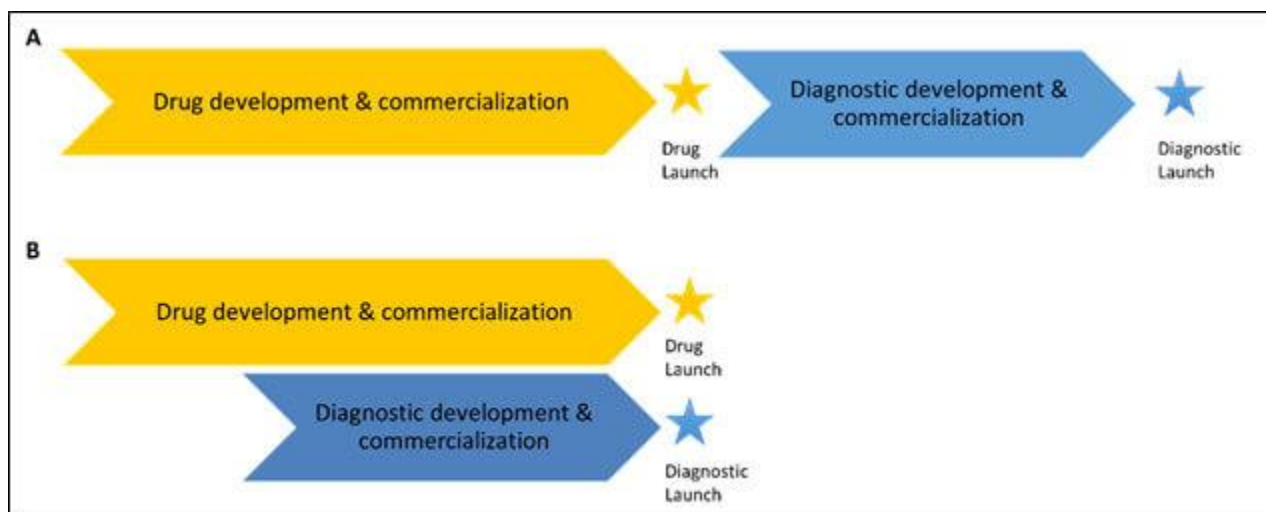 A
Drug development & commercialization
Drug
Launch
Diagnostic development &
commercialization
Diagnostic
Launch
B
Drug development & commercialization
Drug
Launch
Diagnostic development &
commercialization
Diagnostic
Launch